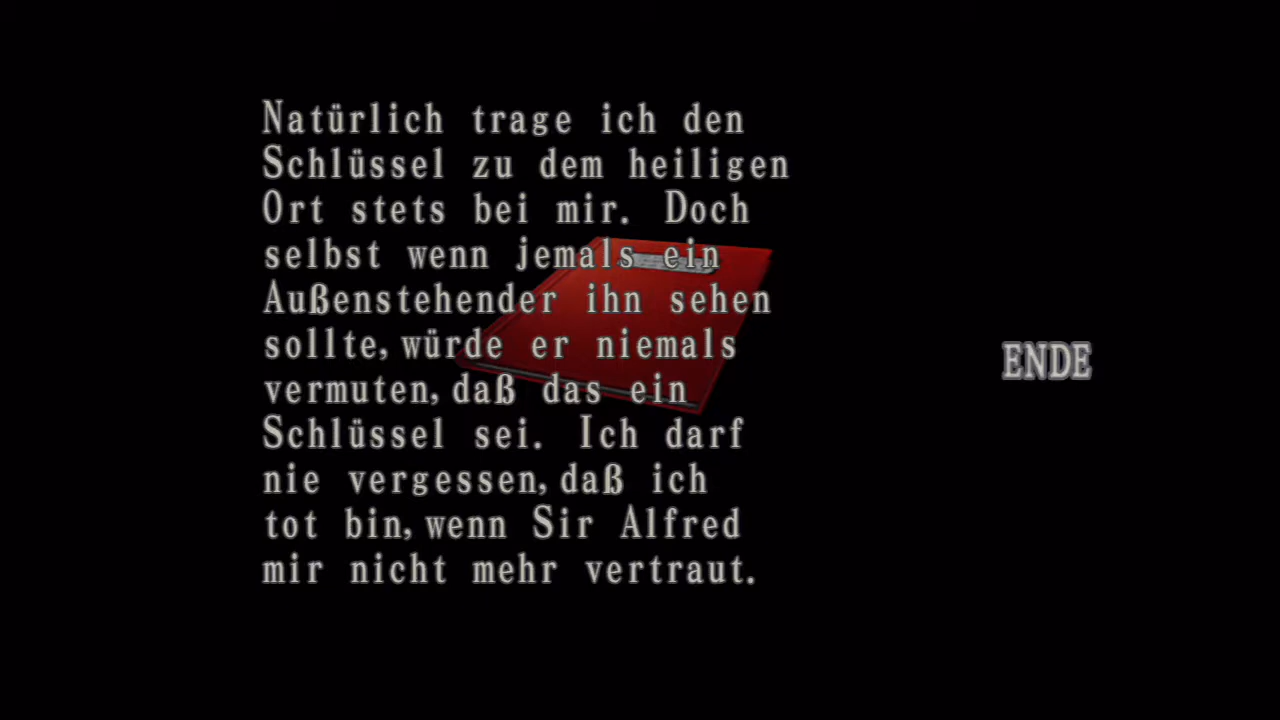 Natürlich trage ich den
Schlüssel zu dem heiligen
Ort stets bei mir. Doch
selbst wenn jemals ein
Außenstehender ihn sehen
sollte, würde er niemals
vermuten, daß das ein
Schlüssel sei. Ich darf
nie vergessen, daß ich
tot bin, wenn Sir Alfred
mir nicht mehr vertraut.
ENDE